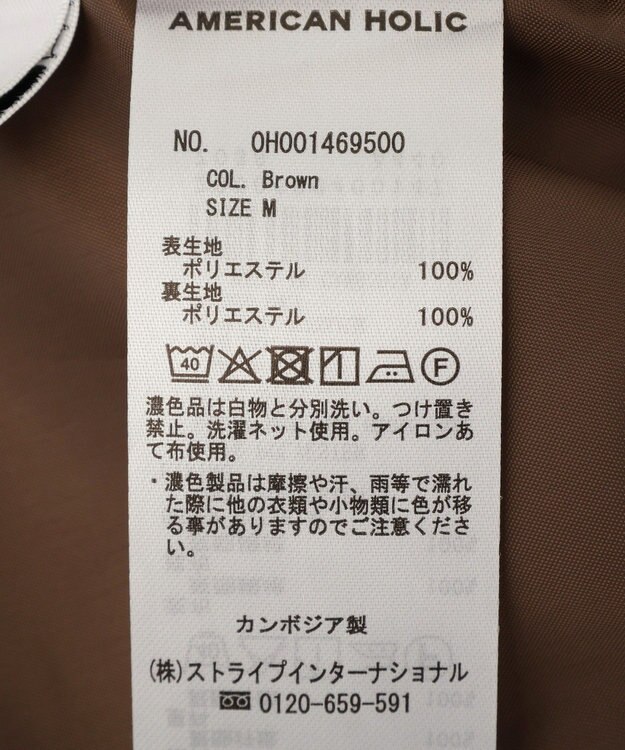 AMERICAN HOLIC
NO. OH001469500
COL. Brown
SIZE M
表生地
ポリエステル 100%
裏生地
ポリエステル 100%
40 F
濃色品は白物と分別洗い。つけ置き
禁止。洗濯ネット使用。アイロンあ
て布使用。
・濃色製品は摩擦や汗、雨等で濡れ
た際に他の衣類や小物類に色が移
る事がありますのでご注意くださ
い。
カンボジア製
(株)ストライプインターナショナル
0120-659-591